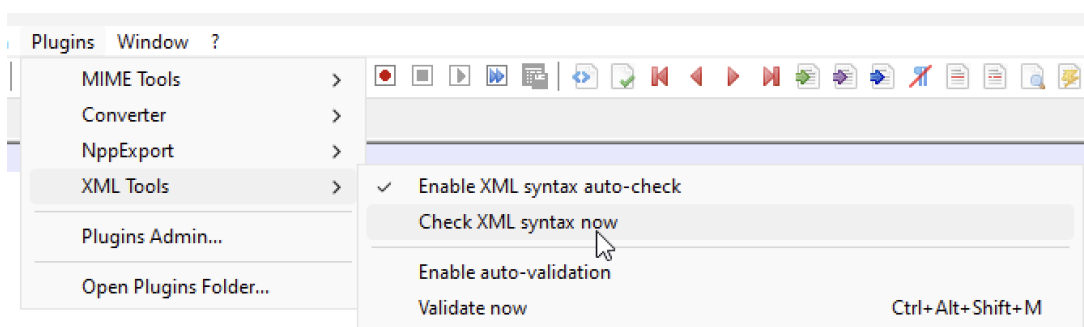 Plugins Window ?
MIME Tools
Converter
NppExport
XML Tools
Plugins Admin...
Open Plugins Folder...
Enable XML syntax auto-check
Check XML syntax now
Enable auto-validation
Validate now Ctrl+Alt+Shift+M